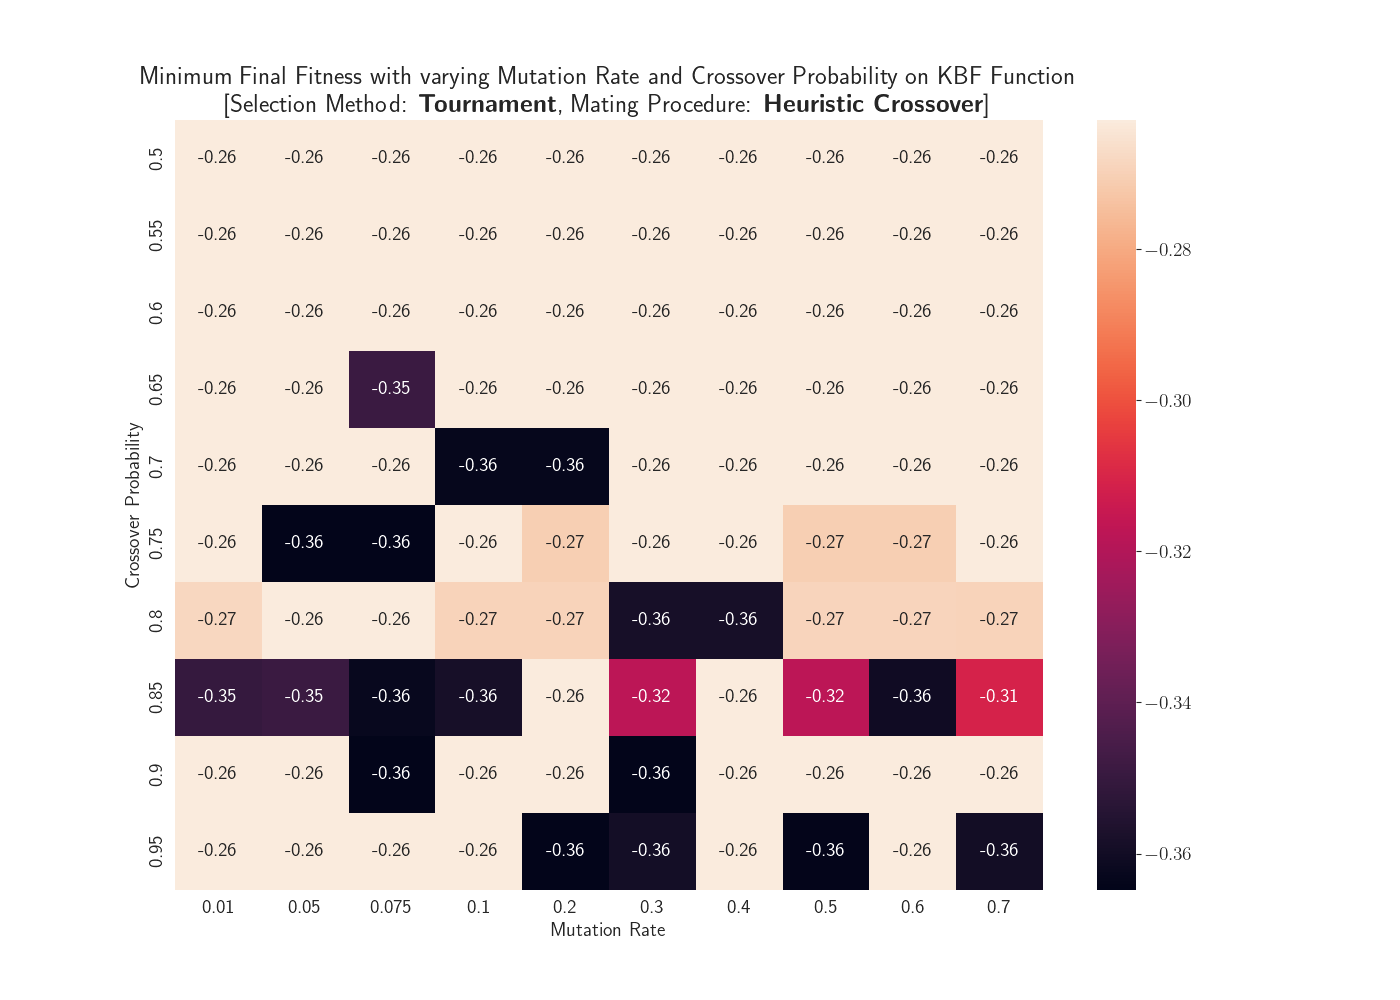 Minimum Final Fitness with varying Mutation Rate and Crossover Probability on KBF Function
[Selection Method: Tournament, Mating Procedure: Heuristic Crossover]
Crossover Probability
0.5 -0.26 -0.26 -0.26 -0.26 -0.26 -0.26 -0.26 -0.26 -0.26 -0.26
0.55 -0.26 -0.26 -0.26 -0.26 -0.26 -0.26 -0.26 -0.26 -0.26 -0.26
0.6 -0.26 -0.26 -0.26 -0.26 -0.26 -0.26 -0.26 -0.26 -0.26 -0.26
0.65 -0.26 -0.26 -0.35 -0.26 -0.26 -0.26 -0.26 -0.26 -0.26 -0.26
0.7 -0.26 -0.26 -0.26 -0.36 -0.36 -0.26 -0.26 -0.26 -0.26 -0.26
0.75 -0.26 -0.36 -0.36 -0.26 -0.27 -0.26 -0.26 -0.27 -0.27 -0.26
0.8 -0.27 -0.26 -0.26 -0.27 -0.27 -0.36 -0.36 -0.27 -0.27 -0.27
0.85 -0.35 -0.35 -0.36 -0.36 -0.26 -0.32 -0.26 -0.32 -0.36 -0.31
0.9 -0.26 -0.26 -0.36 -0.26 -0.26 -0.36 -0.26 -0.26 -0.26 -0.26
0.95 -0.26 -0.26 -0.26 -0.26 -0.36 -0.36 -0.26 -0.36 -0.26 -0.36
0.01 0.05 0.075 0.1 0.2 0.3 0.4 0.5 0.6 0.7
Mutation Rate
−0.28
−0.30
−0.32
−0.34
−0.36